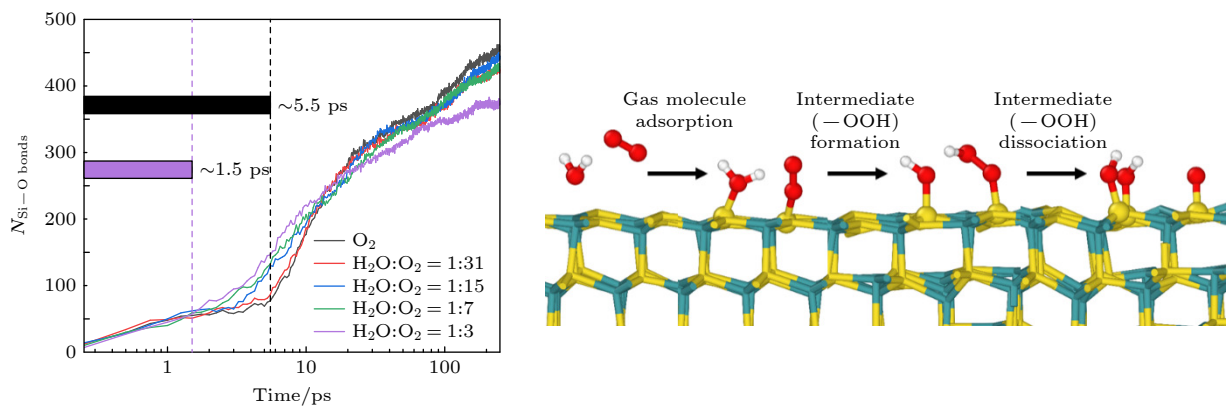 500
400
300
200
100
0
N Si−O bonds
~5.5 ps
~1.5 ps
O₂
H₂O:O₂ = 1:31
H₂O:O₂ = 1:15
H₂O:O₂ = 1:7
H₂O:O₂ = 1:3
1
10
100
Time/ps
Gas molecule
adsorption
Intermediate
(−OOH)
formation
Intermediate
(−OOH)
dissociation